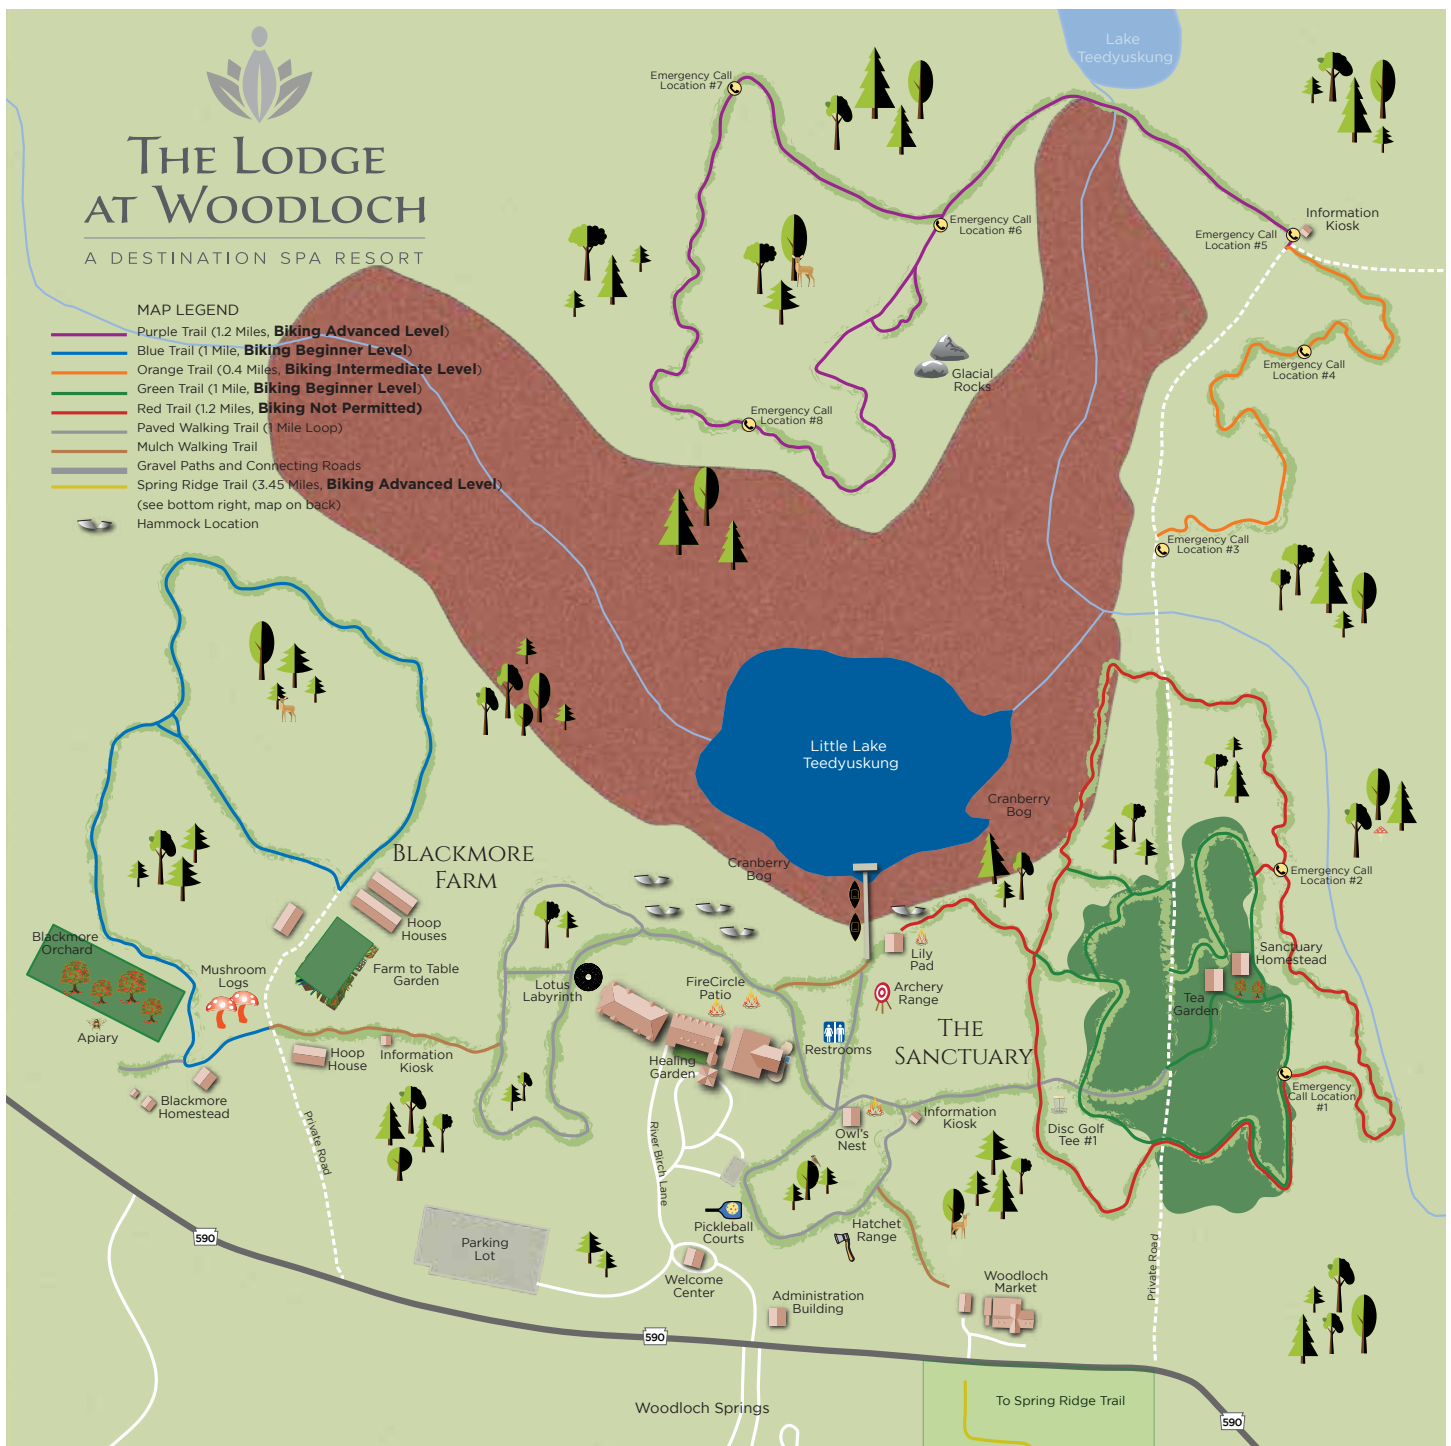 THE LODGE
AT WOODLOCH
A DESTINATION SPA RESORT
MAP LEGEND
Purple Trail (1.2 Miles, Biking Advanced Level)
Blue Trail (1 Mile, Biking Beginner Level)
Orange Trail (0.4 Miles, Biking Intermediate Level)
Green Trail (1 Mile, Biking Beginner Level)
Red Trail (1.2 Miles, Biking Not Permitted)
Paved Walking Trail (1 Mile Loop)
Mulch Walking Trail
Gravel Paths and Connecting Roads
Spring Ridge Trail (3.45 Miles, Biking Advanced Level)
(see bottom right, map on back)
Hammock Location
Lake
Teedyuskung
Emergency Call
Location #7
Emergency Call
Location #6
Information
Kiosk
Emergency Call
Location #5
Glacial
Rocks
Emergency Call
Location #4
Emergency Call
Location #8
Emergency Call
Location #3
Little Lake
Teedyuskung
Cranberry
Bog
Cranberry
Bog
BLACKMORE
FARM
Emergency Call
Location #2
Hoop
Houses
Blackmore
Orchard
Mushroom
Logs
Farm to Table
Garden
Lotus
Labyrinth
FireCircle
Patio
Lily
Pad
Sanctuary
Homestead
Archery
Range
Tea
Garden
Apiary
Hoop
House
Information
Kiosk
Healing
Garden
Restrooms
THE
SANCTUARY
Blackmore
Homestead
Emergency
Call Location
#1
Information
Kiosk
Owl's
Nest
Disc Golf
Tee #1
Private Road
River Birch Lane
Pickleball
Courts
Hatchet
Range
590
Parking
Lot
Welcome
Center
Administration
Building
Woodloch
Market
Private Road
590
Woodloch Springs
To Spring Ridge Trail
590